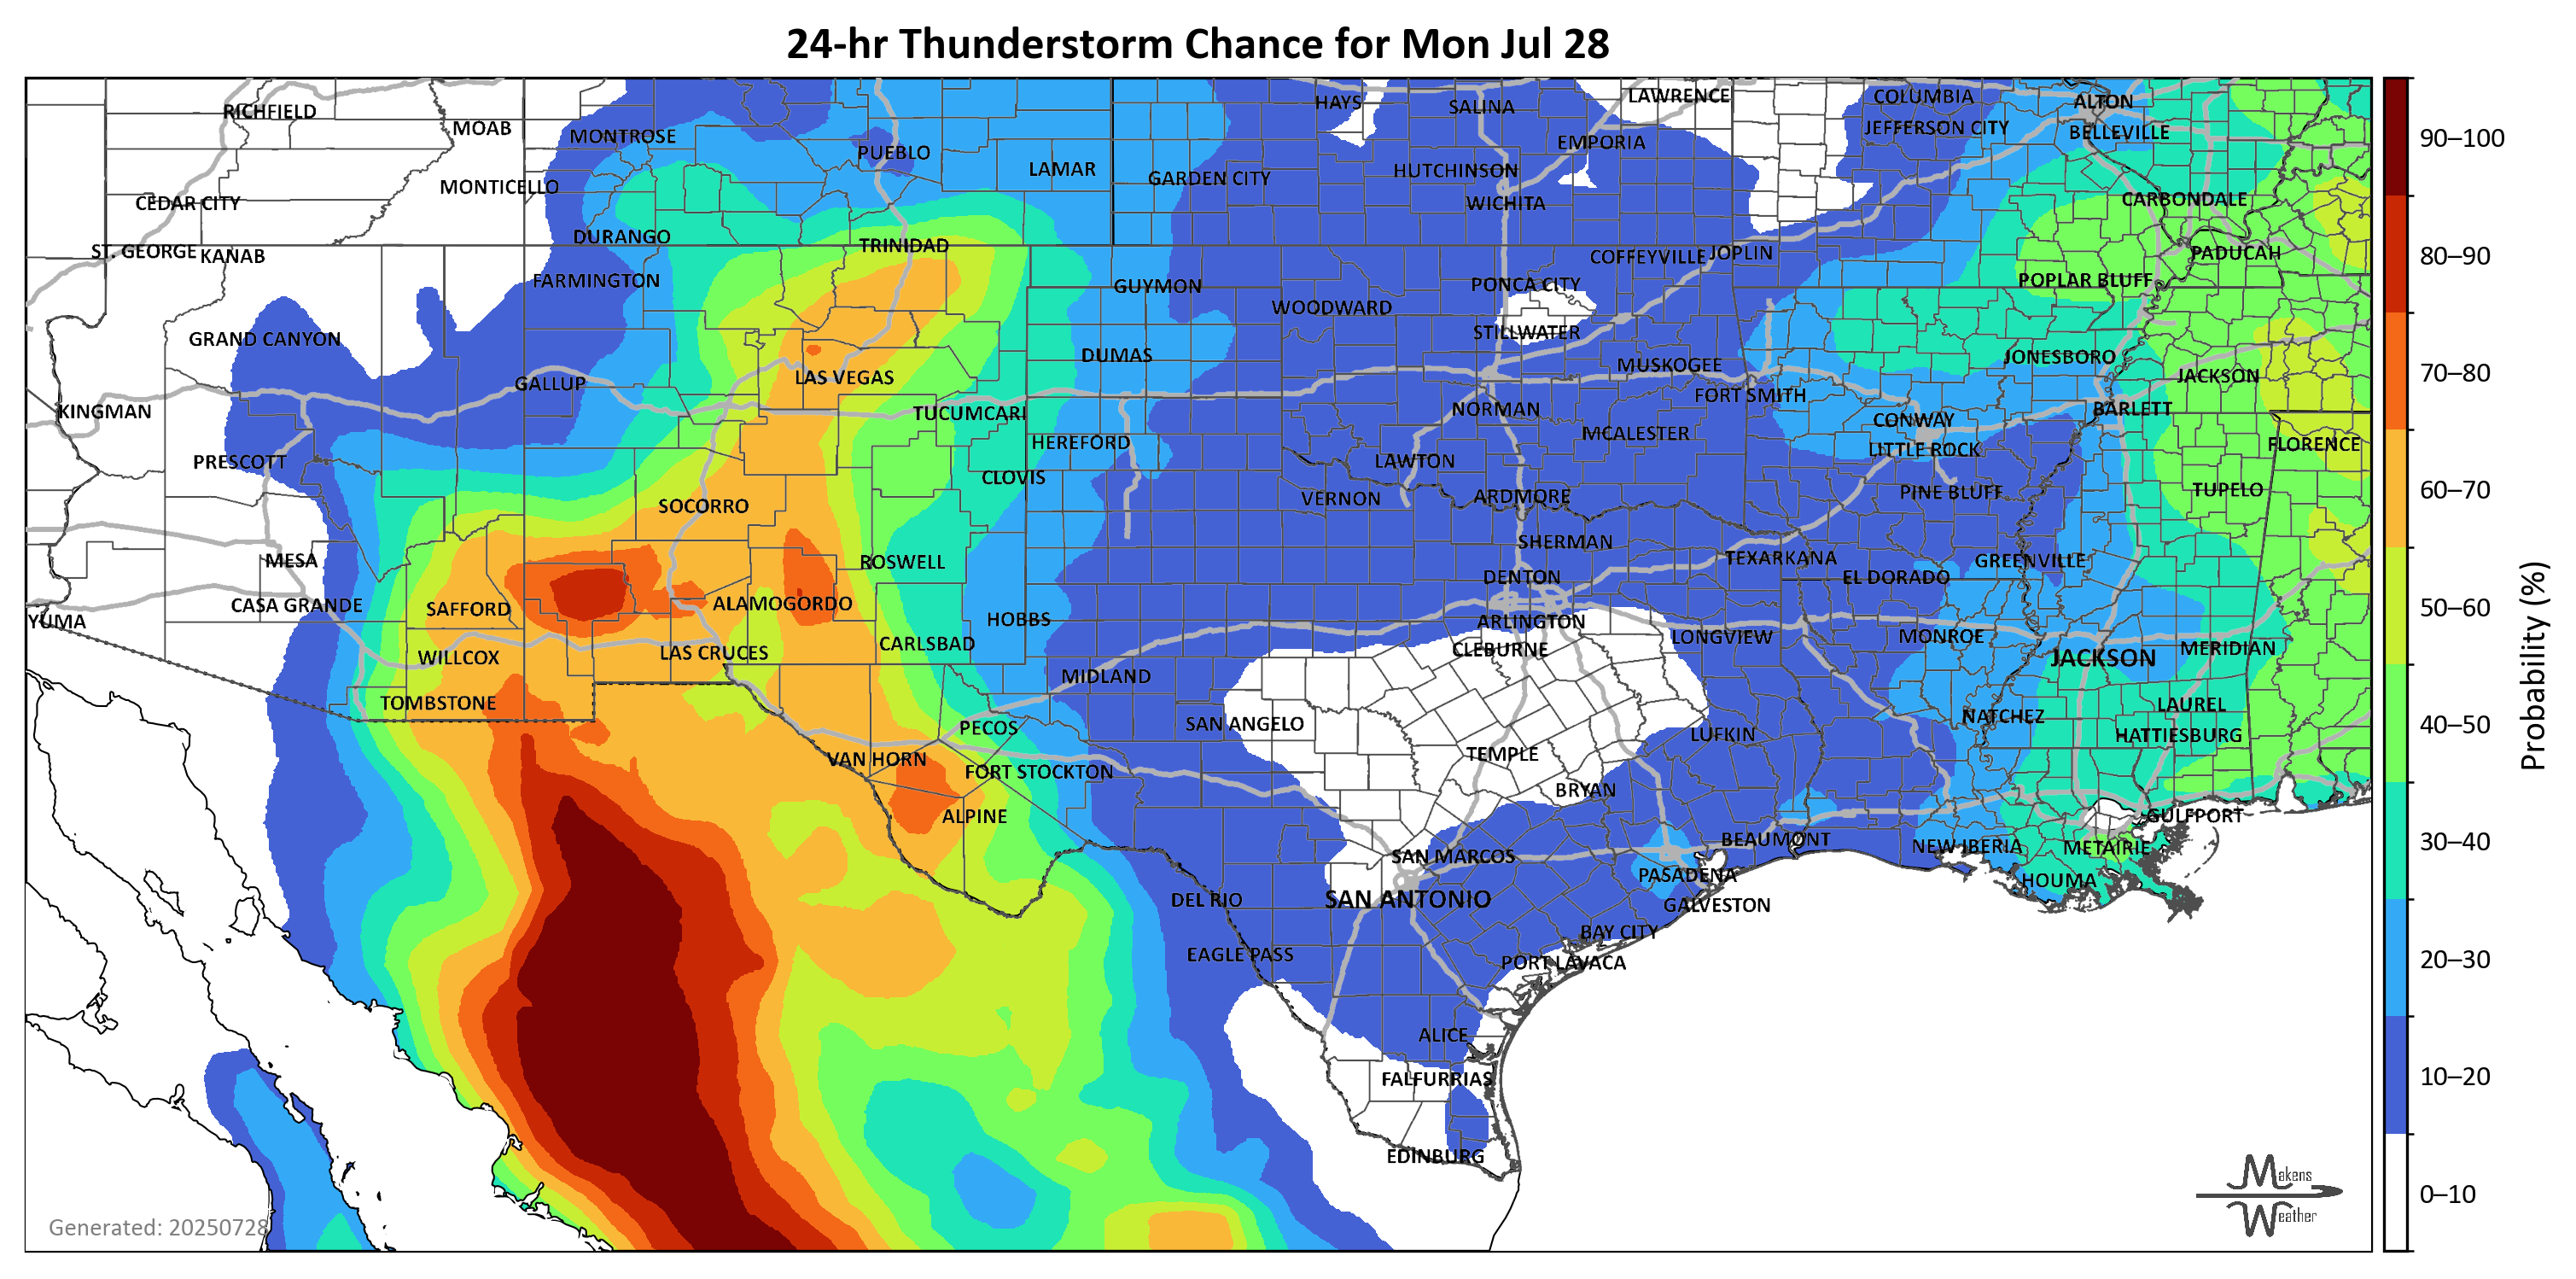 24-hr Thunderstorm Chance for Mon Jul 28
RICHFIELD
MOAB
MONTROSE
PUEBLO
LAMAR
GARDEN CITY
HAYS
SALINA
LAWRENCE
EMPORIA
HUTCHINSON
WICHITA
COLUMBIA
JEFFERSON CITY
ALTON
BELLEVILLE
MONTICELLO
CEDAR CITY
CARBONDALE
ST. GEORGE
KANAB
DURANGO
TRINIDAD
COFFEYVILLE
JOPLIN
PADUCAH
FARMINGTON
GUYMON
WOODWARD
PONCA CITY
POPLAR BLUFF
GRAND CANYON
DUMAS
STILLWATER
MUSKOGEE
JONESBORO
JACKSON
GALLUP
LAS VEGAS
FORT SMITH
KINGMAN
TUCUMCARI
NORMAN
CONWAY
BARLETT
HEREFORD
MCALESTER
LITTLE ROCK
FLORENCE
PRESCOTT
CLOVIS
LAWTON
SOCORRO
VERNON
ARDMORE
PINE BLUFF
TUPELO
MESA
ROSWELL
SHERMAN
TEXARKANA
GREENVILLE
CASA GRANDE
SAFFORD
ALAMOGORDO
DENTON
EL DORADO
YUMA
HOBBS
ARLINGTON
LONGVIEW
MONROE
WILLCOX
LAS CRUCES
CARLSBAD
CLEBURNE
JACKSON
MERIDIAN
TOMBSTONE
MIDLAND
PECOS
SAN ANGELO
LUFKIN
NATCHEZ
LAUREL
HATTIESBURG
VAN HORN
FORT STOCKTON
TEMPLE
BRYAN
ALPINE
GULFPORT
SAN MARCOS
BEAUMONT
NEW IBERIA
METAIRIE
PASADENA
HOUMA
DEL RIO
SAN ANTONIO
GALVESTON
BAY CITY
EAGLE PASS
PORT LAVACA
ALICE
FALFURRIAS
EDINBURG
Generated: 20250728
Makens
Weather
90–100
80–90
70–80
60–70
50–60
40–50
30–40
20–30
10–20
0–10
Probability (%)